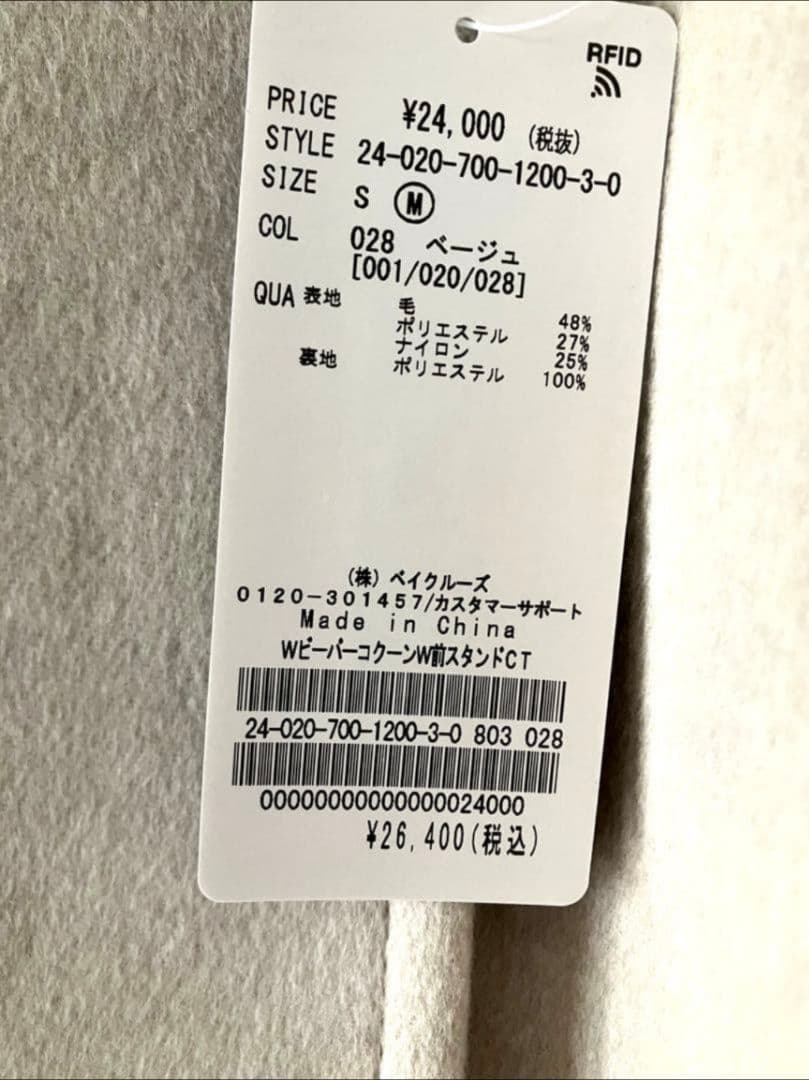 RFID
PRICE ¥24,000 (税抜)
STYLE 24-020-700-1200-3-0
SIZE S Ⓜ
COL 028 ベージュ
[001/020/028]
QUA 表地 毛 48%
ポリエステル 27%
ナイロン 25%
裏地 ポリエステル 100%
(株) ベイクルーズ
0120-301457/カスタマーサポート
Made in China
WビーバーコクーンW前スタンドCT
24-020-700-1200-3-0 803 028
00000000000000024000
¥26,400(税込)